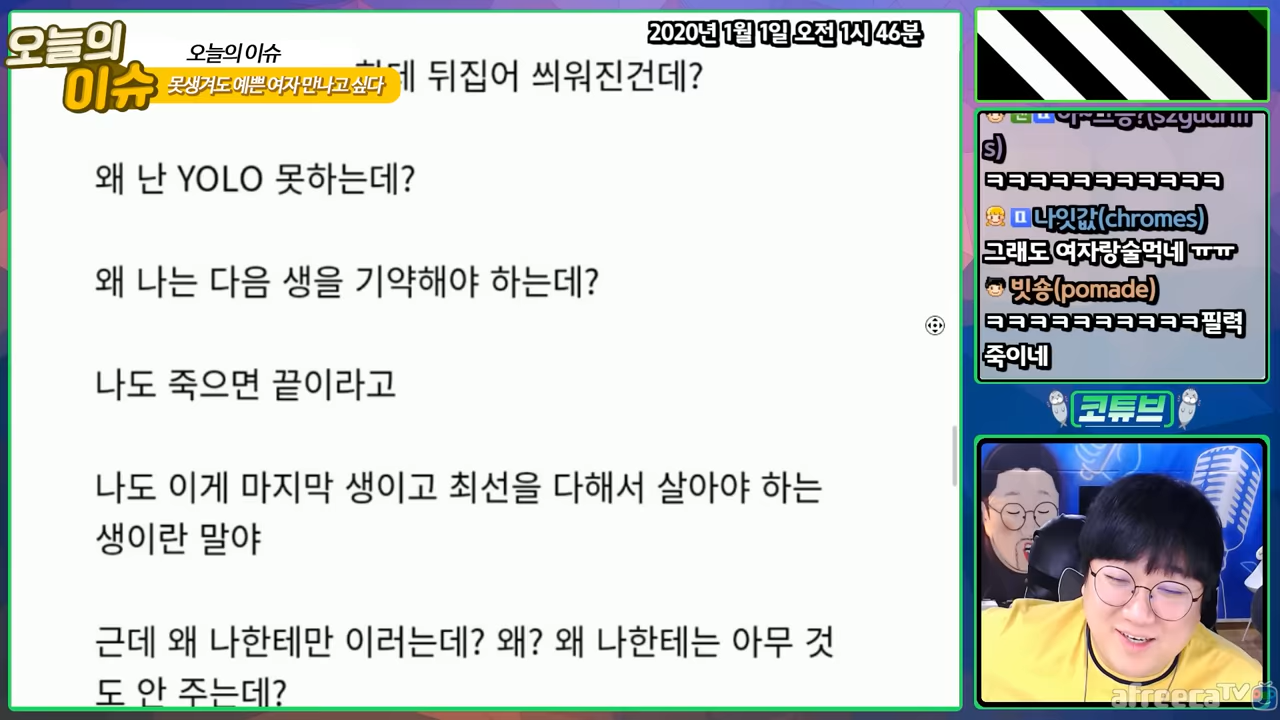 오늘의
이슈
오늘의 이슈
못생겨도 예쁜 여자 만나고 싶다
2020년 1월 1일 오전 1시 46분
뒤집어 씌워진건데?
왜 난 YOLO 못하는데?
왜 나는 다음 생을 기약해야 하는데?
나도 죽으면 끝이라고
나도 이게 마지막 생이고 최선을 다해서 살아야 하는
생이란 말야
근데 왜 나한테만 이러는데? 왜? 왜 나한테는 아무 것
도 안 주는데?
s)
ㅋㅋㅋㅋㅋㅋㅋㅋㅋㅋㅋ
나잇값(chromes)
그래도 여자랑술먹네 ㅠㅠ
빗숑(pomade)
ㅋㅋㅋㅋㅋㅋㅋㅋㅋㅋ필력
죽이네
코튜브
afreecaTV